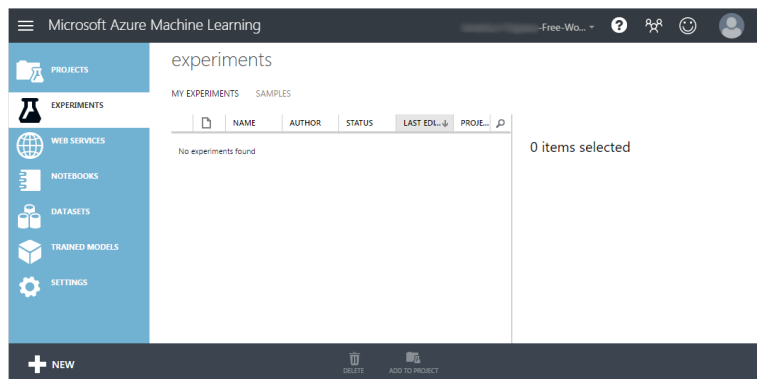 Microsoft Azure Machine Learning
-Free-Wo...
?
PROJECTS
EXPERIMENTS
WEB SERVICES
NOTEBOOKS
DATASETS
TRAINED MODELS
SETTINGS
experiments
MY EXPERIMENTS SAMPLES
NAME AUTHOR STATUS LAST EDI... PROJE...
No experiments found
0 items selected
NEW
DELETE ADD TO PROJECT